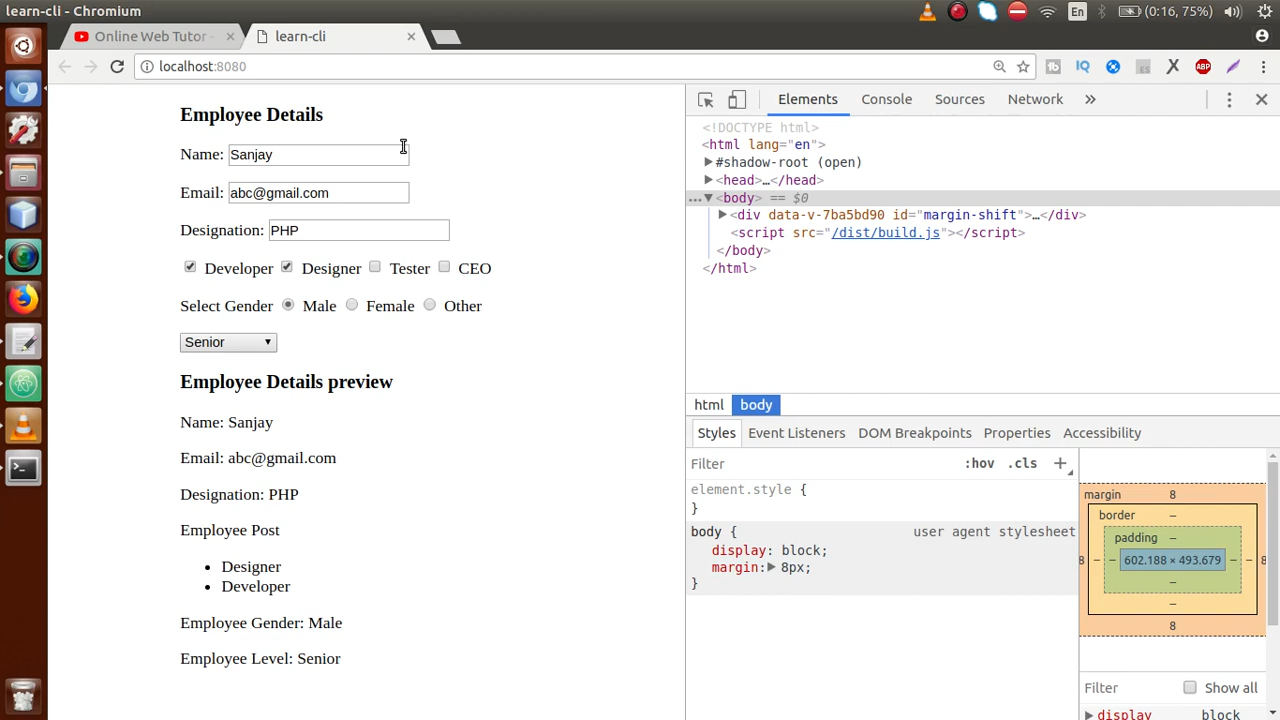 learn-cli - Chromium
En
(0:16, 75%)
Online Web Tutor -
learn-cli
localhost:8080
ABP
Employee Details
Name: Sanjay
Email: abc@gmail.com
Designation: PHP
Developer Designer Tester CEO
Select Gender Male Female Other
Senior
Employee Details preview
Name: Sanjay
Email: abc@gmail.com
Designation: PHP
Employee Post
• Designer
• Developer
Employee Gender: Male
Employee Level: Senior
Elements Console Sources Network »
<!DOCTYPE html>
<html lang="en">
▶#shadow-root (open)
▶<head>…</head>
…▼<body> == $0
▶<div data-v-7ba5bd90 id="margin-shift">…</div>
<script src="/dist/build.js"></script>
</body>
</html>
html body
Styles Event Listeners DOM Breakpoints Properties Accessibility
Filter :hov .cls +
element.style {
}
body { user agent stylesheet
display: block;
margin:▶ 8px;
}
margin 8
border –
padding –
8 – – 602.188 × 493.679 – – 8
–
–
8
Filter Show all
▶display block